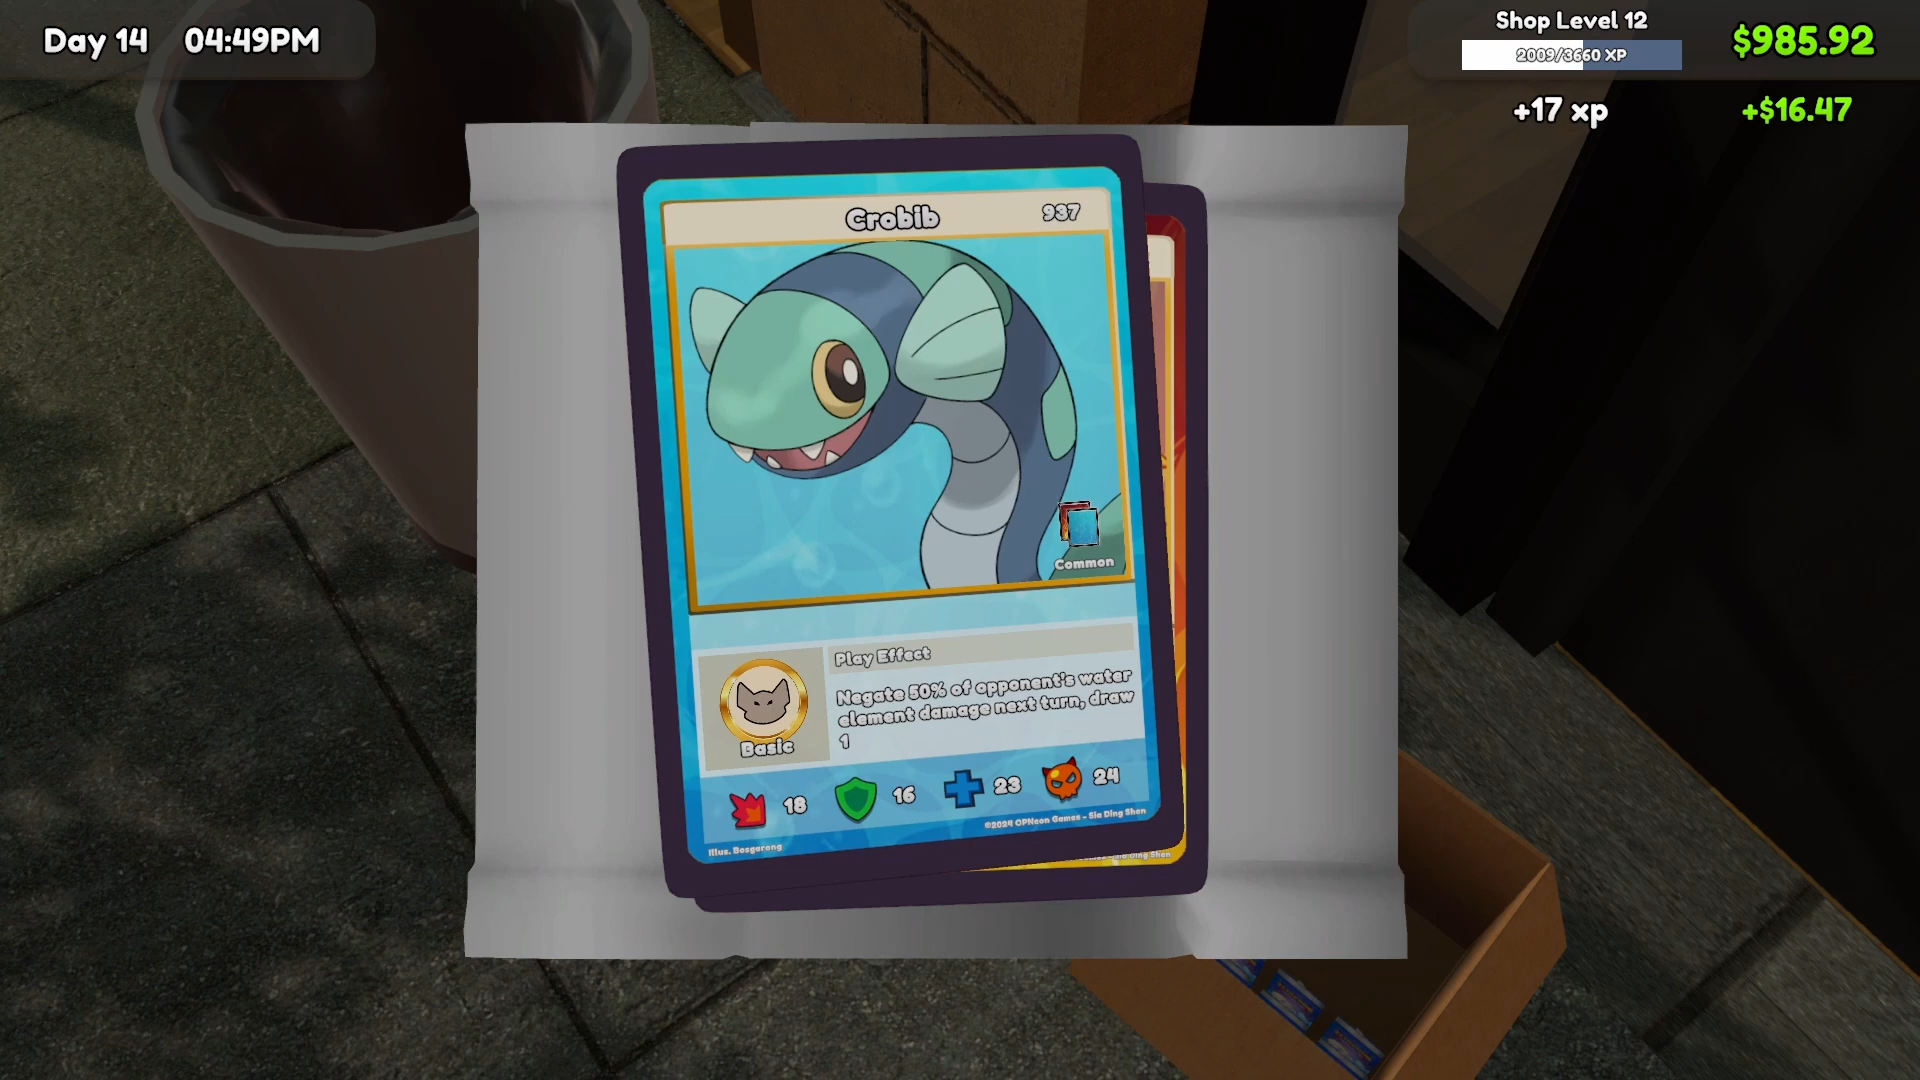 Day 14 04:49PM
Shop Level 12
2009/3660 XP
$985.92
+17 xp
+$16.47
Crobib 937
Common
Play Effect
Negate 50% of opponent's water
element damage next turn, draw
1
Basic
18 16 23 24
©2024 OPNeon Games - Sia Ding Shen
Illus. Bosgarong
Ding Shen